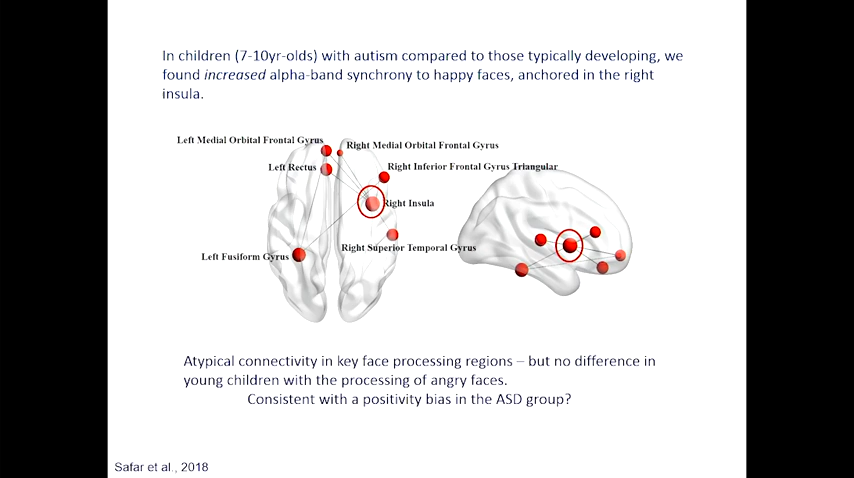 In children (7-10yr-olds) with autism compared to those typically developing, we
found increased alpha-band synchrony to happy faces, anchored in the right
insula.
Left Medial Orbital Frontal Gyrus
Right Medial Orbital Frontal Gyrus
Left Rectus
Right Inferior Frontal Gyrus Triangular
Right Insula
Right Superior Temporal Gyrus
Left Fusiform Gyrus
Atypical connectivity in key face processing regions – but no difference in
young children with the processing of angry faces.
Consistent with a positivity bias in the ASD group?
Safar et al., 2018